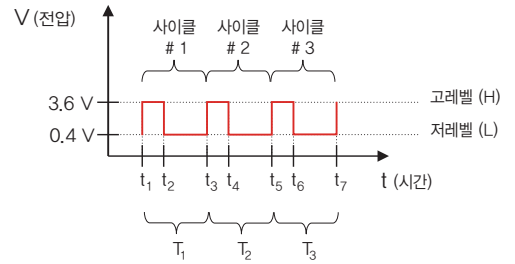 V (전압)
사이클 사이클 사이클
# 1 # 2 # 3
3.6 V 고레벨 (H)
0.4 V 저레벨 (L)
t1 t2 t3 t4 t5 t6 t7 t (시간)
T1 T2 T3